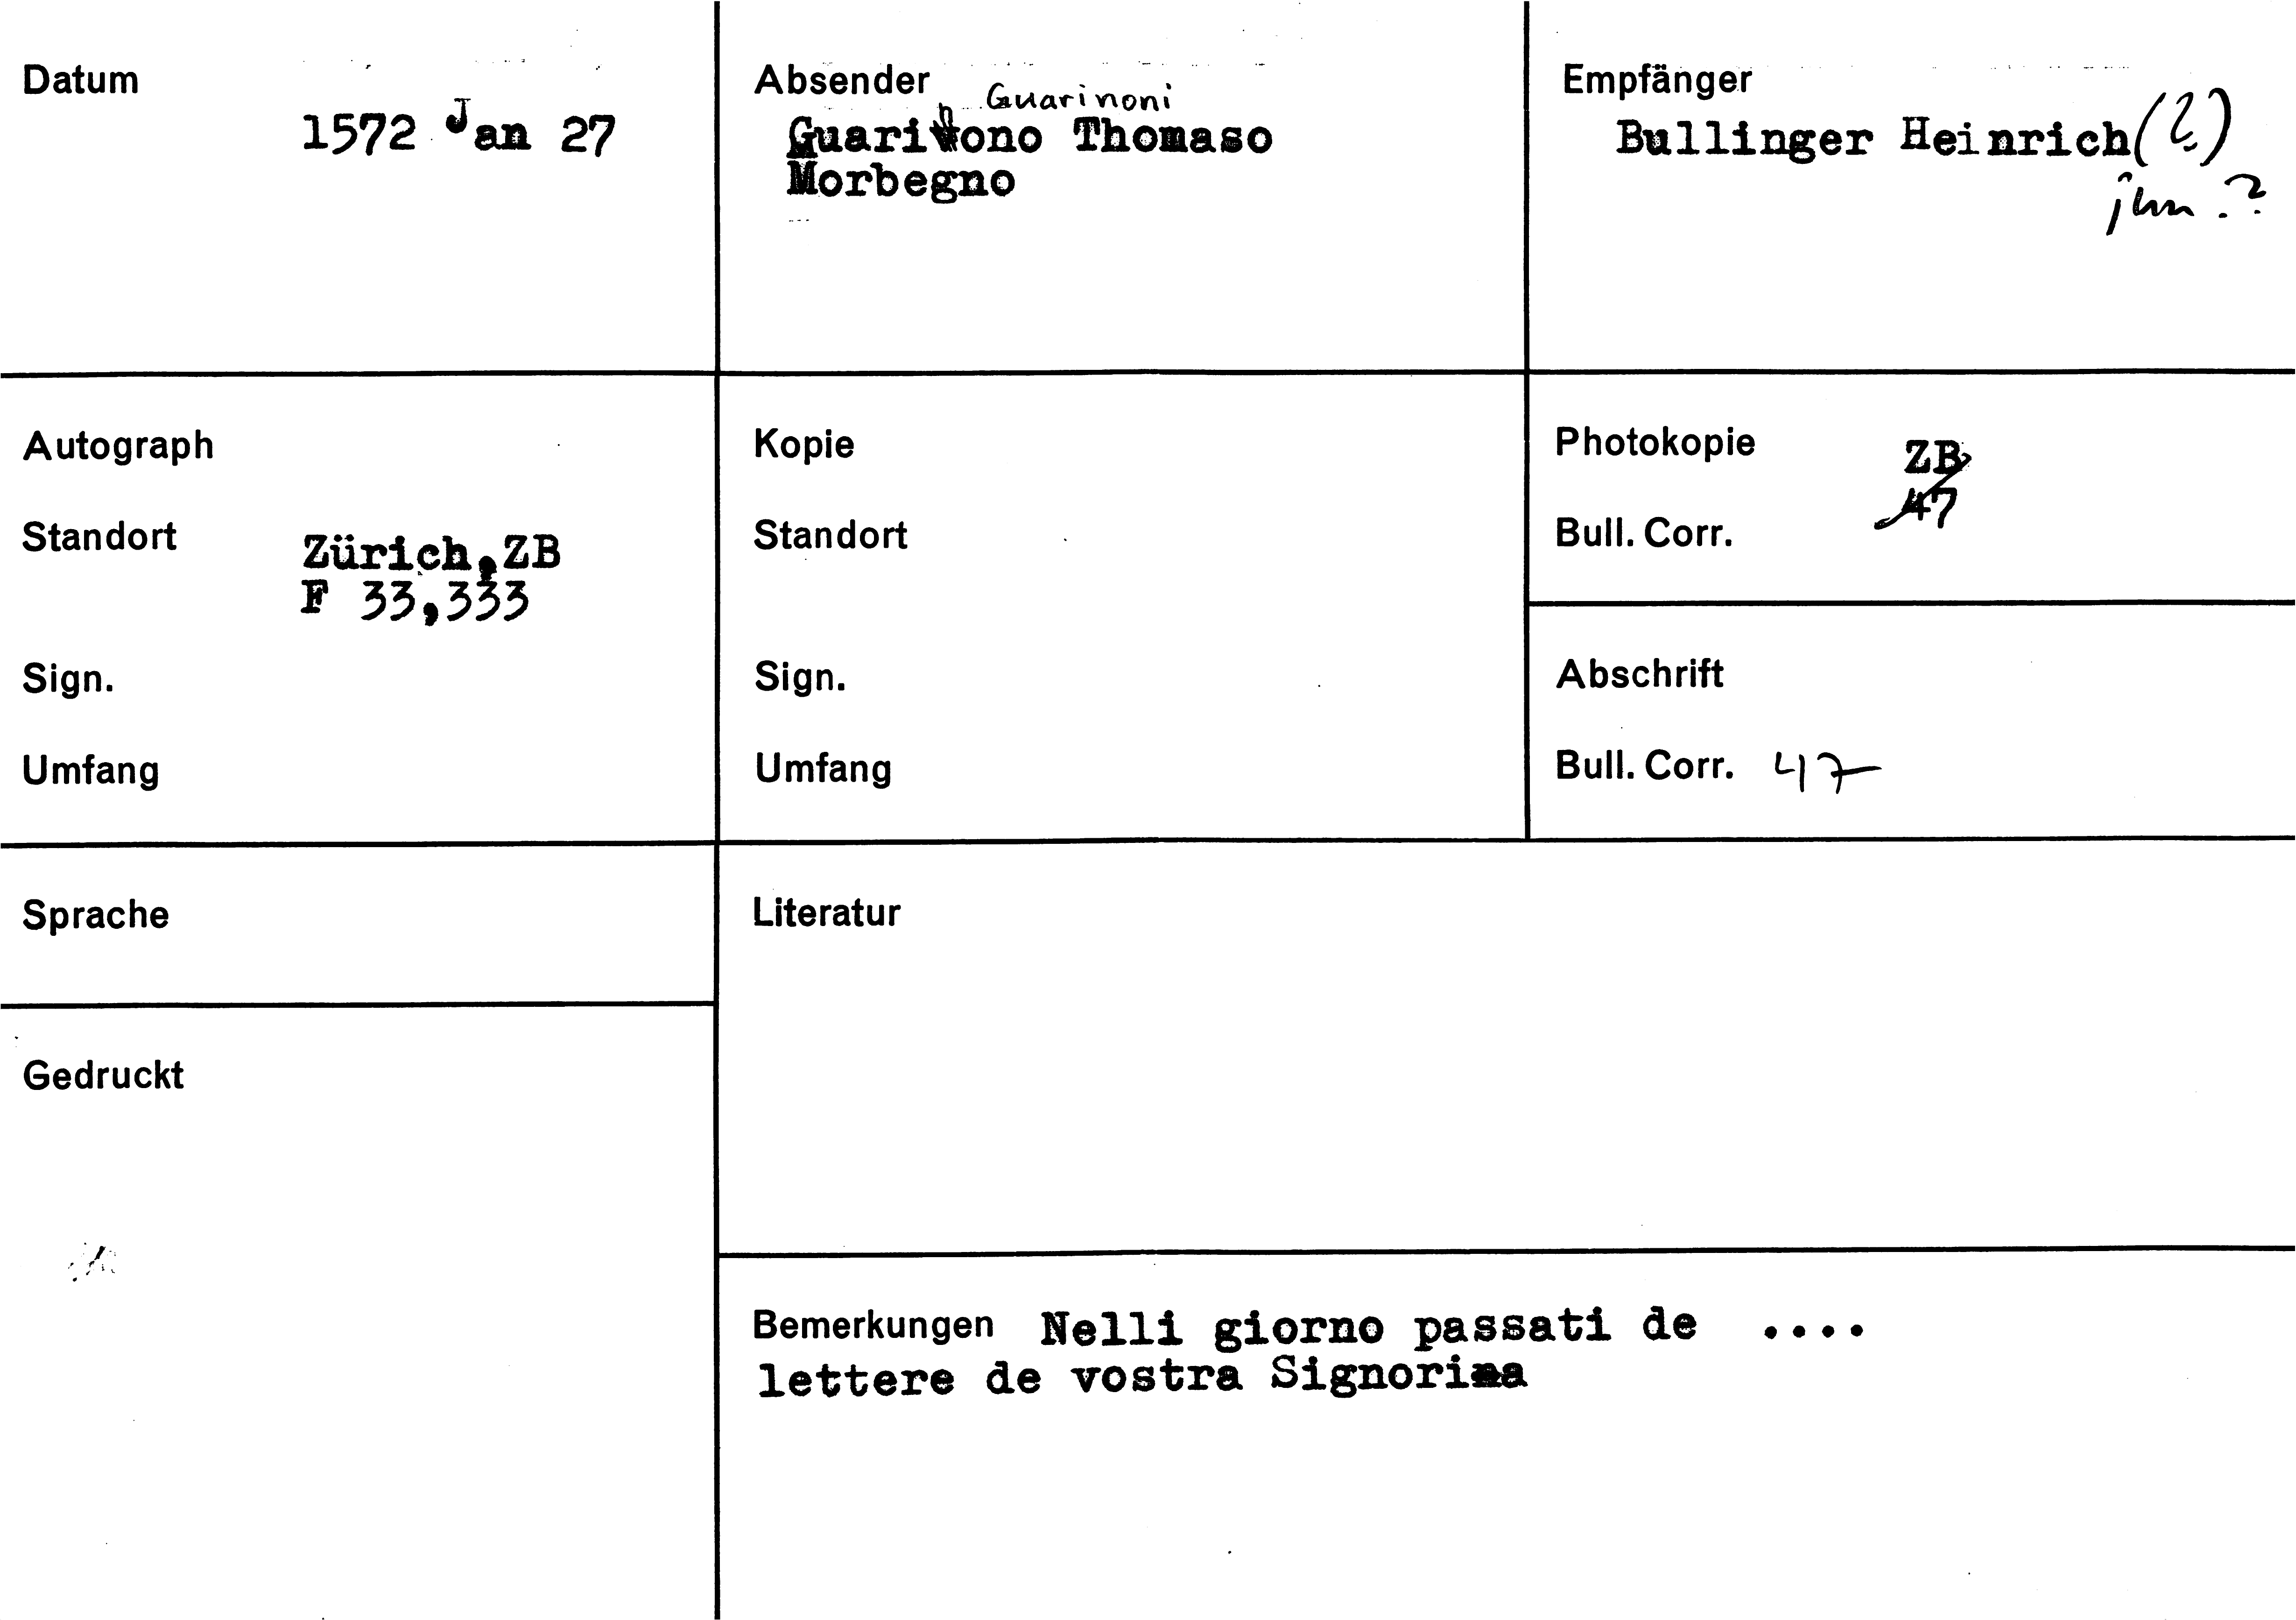 Datum
1572 Jan 27
Absender
Guarinoni
Guarinono Thomaso
Morbegno
Empfänger
Bullinger Heinrich (?)
jun.?
Autograph
Standort
Zürich, ZB
F 33,333
Sign.
Umfang
Kopie
Standort
Sign.
Umfang
Photokopie ZB
47
Bull. Corr.
Abschrift
Bull. Corr. 47
Sprache
Gedruckt
Literatur
Bemerkungen Nelli giorno passati de ....
lettere de vostra